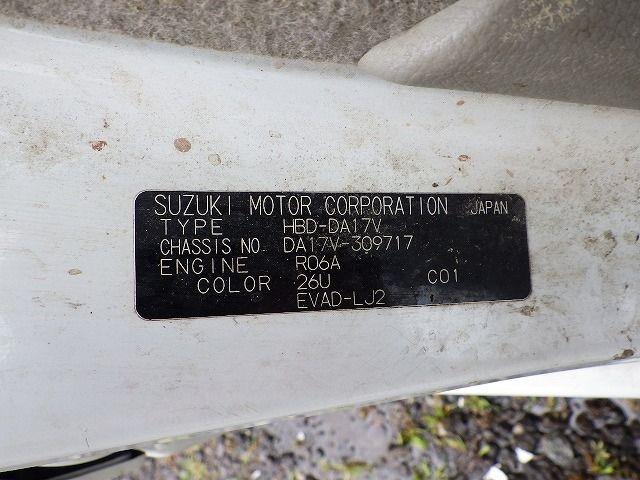 SUZUKI MOTOR CORPORATION JAPAN
TYPE HBD-DA17V
CHASSIS NO. DA17V-309717
ENGINE R06A
COLOR 26U C01
EVAD-LJ2